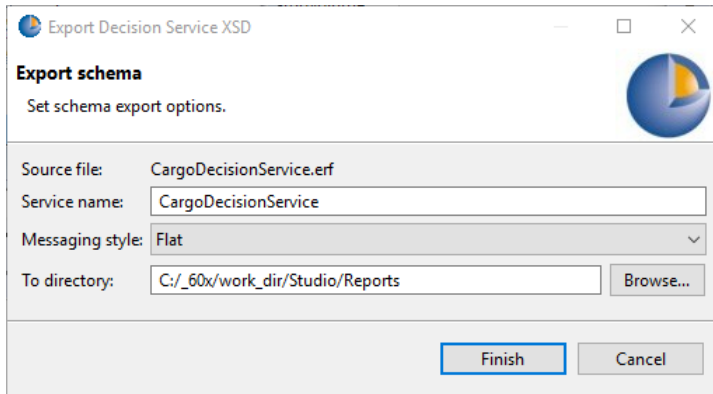 Export Decision Service XSD
Export schema
Set schema export options.
Source file: CargoDecisionService.erf
Service name: CargoDecisionService
Messaging style: Flat
To directory: C:/_60x/work_dir/Studio/Reports Browse...
Finish Cancel